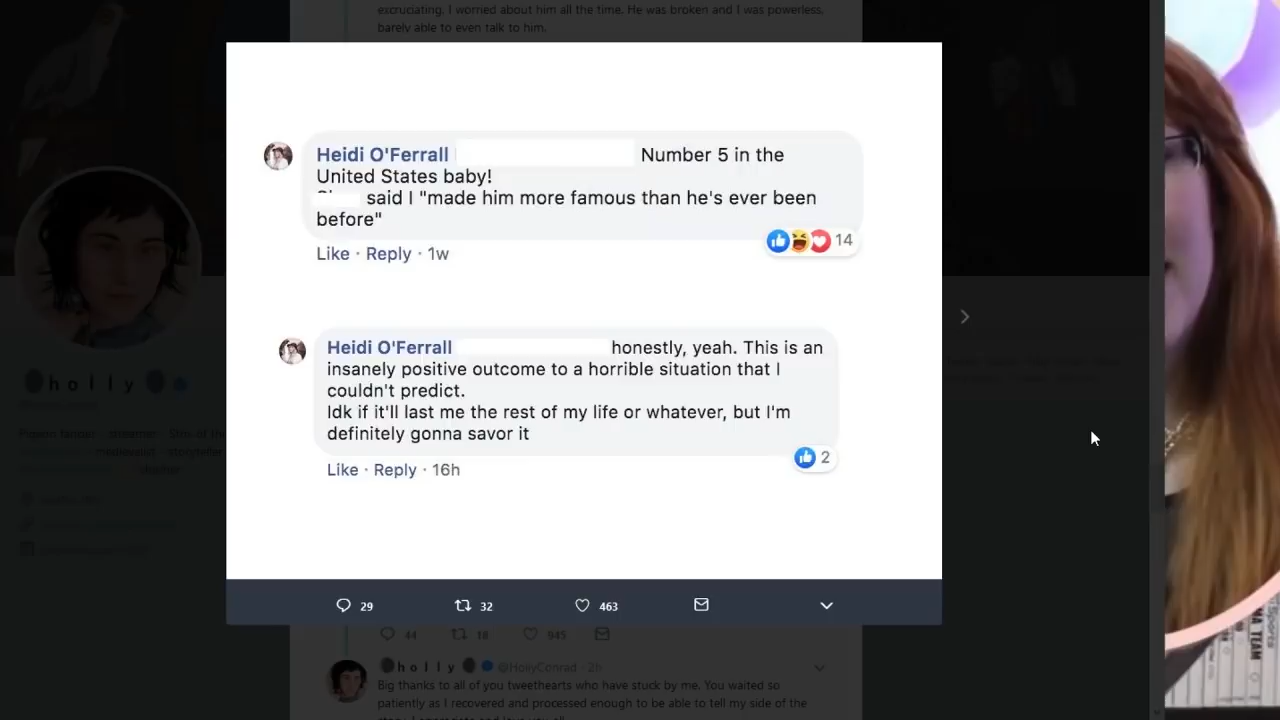 excruciating. I worried about him all the time. He was broken and I was powerless,
barely able to even talk to him.
Heidi O'Ferrall Number 5 in the
United States baby!
said I "made him more famous than he's ever been
before"
14
Like · Reply · 1w
Heidi O'Ferrall honestly, yeah. This is an
insanely positive outcome to a horrible situation that I
couldn't predict.
Idk if it'll last me the rest of my life or whatever, but I'm
definitely gonna savor it
2
Like · Reply · 16h
holly
29 32 463
44 18 945
holly @HollyConrad · 2h
Big thanks to all of you tweethearts who have stuck by me. You waited so
patiently as I recovered and processed enough to be able to tell my side of the